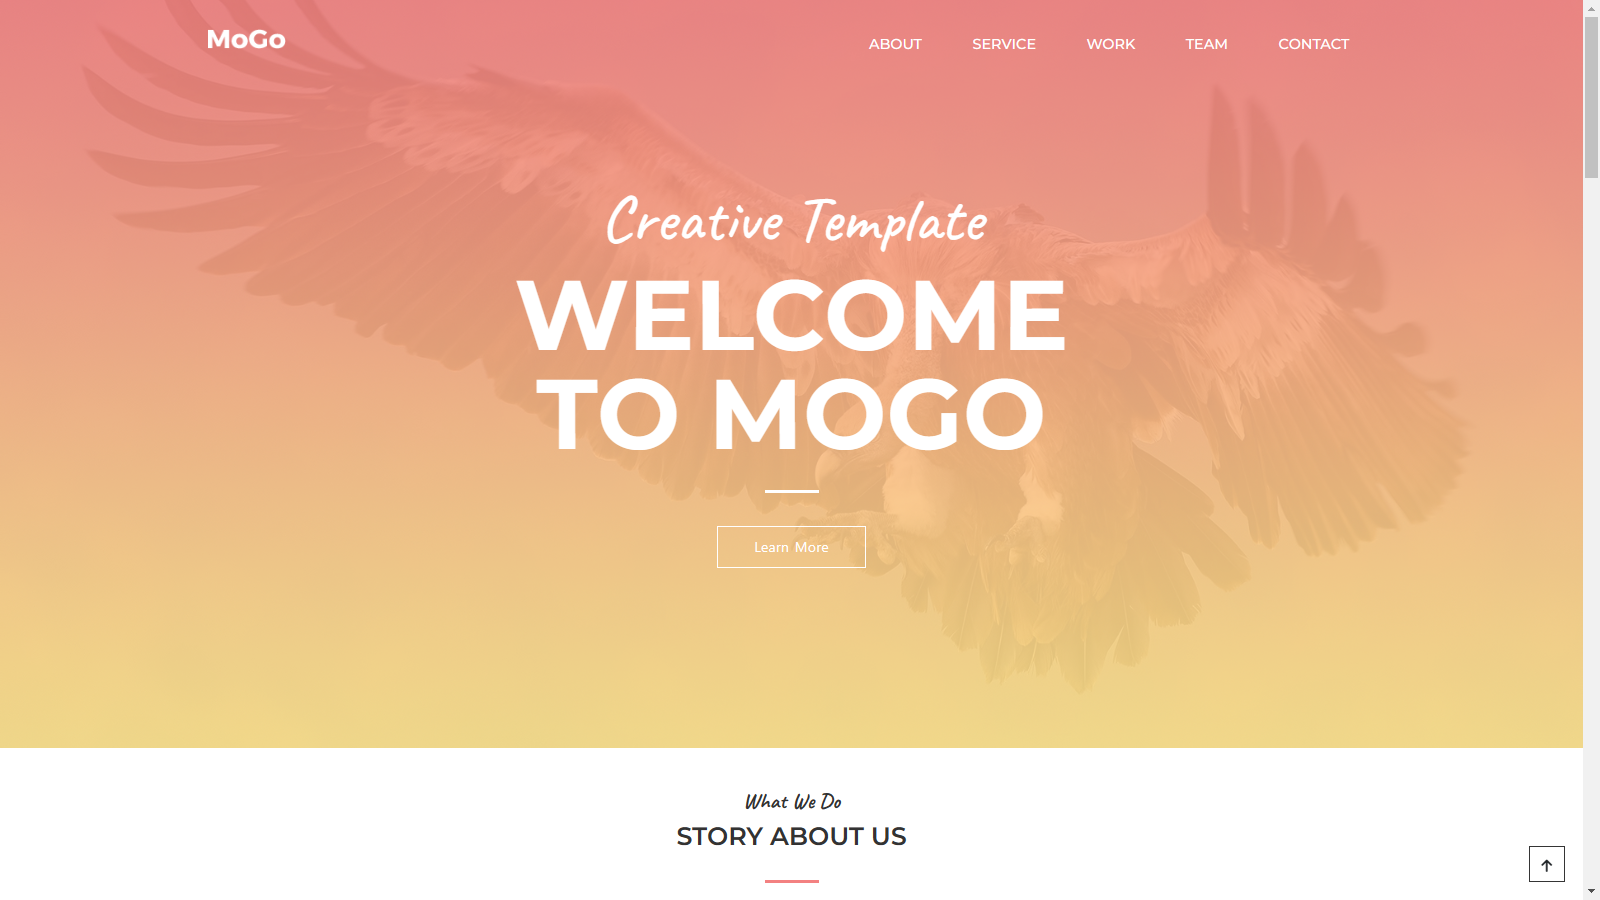 MoGo
ABOUT SERVICE WORK TEAM CONTACT
Creative Template
WELCOME
TO MOGO
Learn More
What We Do
STORY ABOUT US